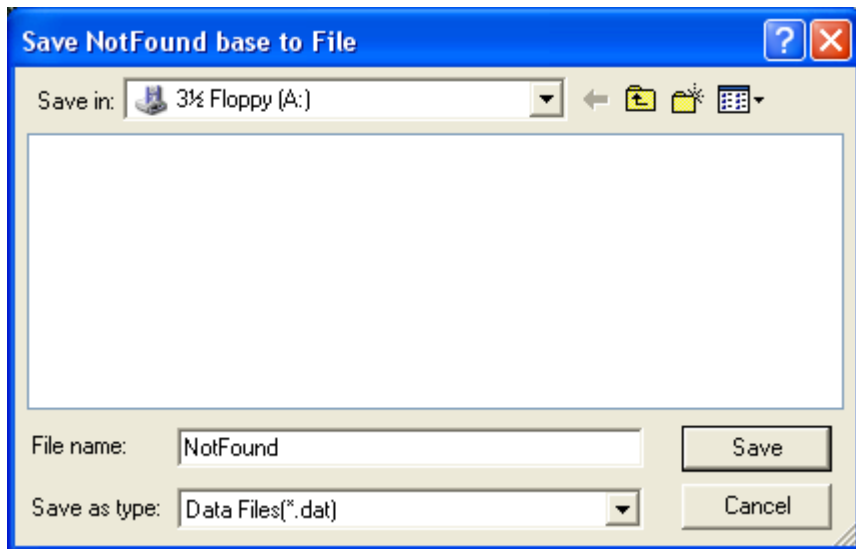 Save NotFound base to File
Save in: 3½ Floppy (A:)
File name: NotFound Save
Save as type: Data Files(*.dat) Cancel